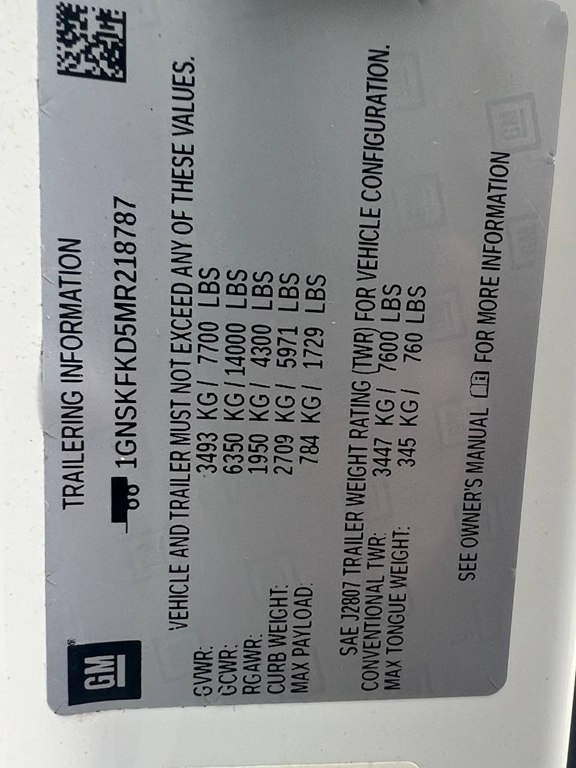 GM
TRAILERING INFORMATION
1GNSKFKD5MR218787
VEHICLE AND TRAILER MUST NOT EXCEED ANY OF THESE VALUES.
GVWR: 3493 KG / 7700 LBS
GCWR: 6350 KG / 14000 LBS
RGAWR: 1950 KG / 4300 LBS
CURB WEIGHT: 2709 KG / 5971 LBS
MAX PAYLOAD: 784 KG / 1729 LBS
SAE J2807 TRAILER WEIGHT RATING (TWR) FOR VEHICLE CONFIGURATION.
CONVENTIONAL TWR: 3447 KG / 7600 LBS
MAX TONGUE WEIGHT: 345 KG / 760 LBS
SEE OWNER'S MANUAL FOR MORE INFORMATION